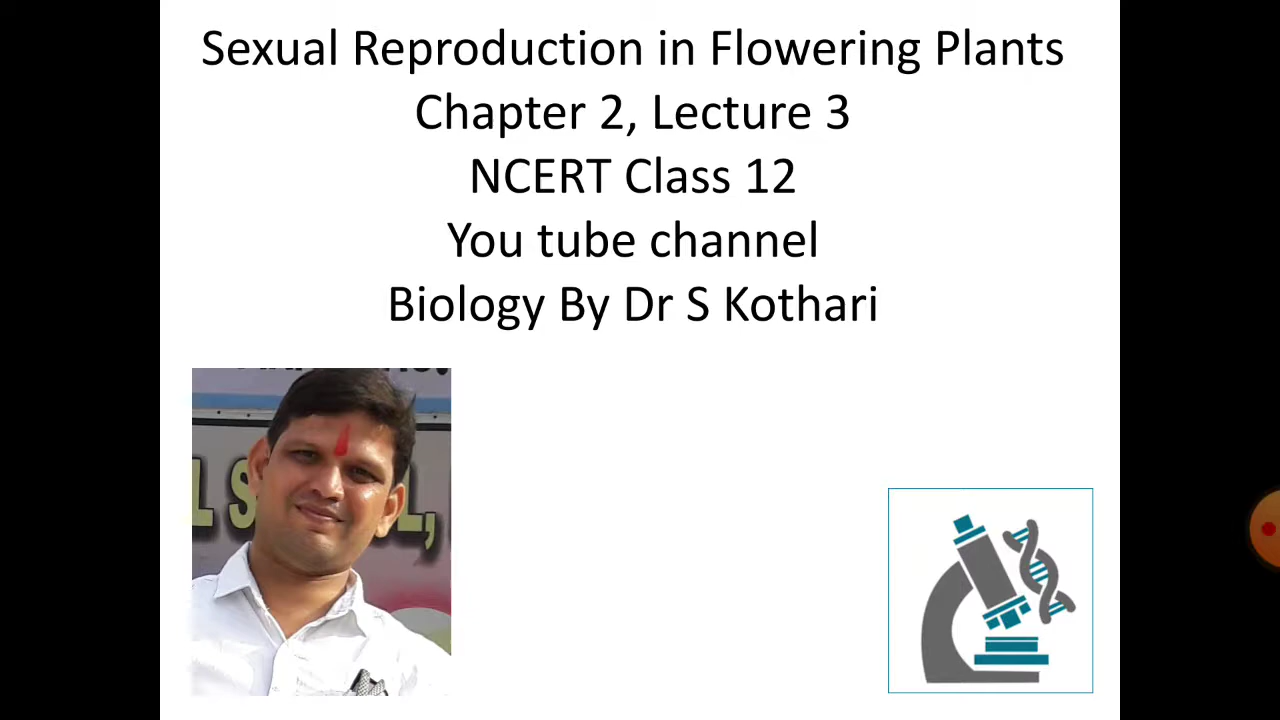 Sexual Reproduction in Flowering Plants
Chapter 2, Lecture 3
NCERT Class 12
You tube channel
Biology By Dr S Kothari
L S
L,